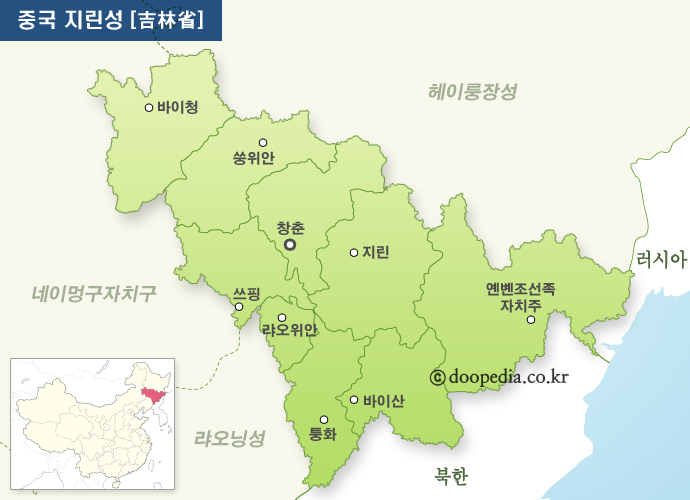 중국 지린성 [吉林省]
헤이룽장성
바이청
쑹위안
창춘
지린
러시아
네이멍구자치구
쓰핑
옌볜조선족
자치주
랴오위안
ⓒdoopedia.co.kr
바이산
퉁화
랴오닝성
북한